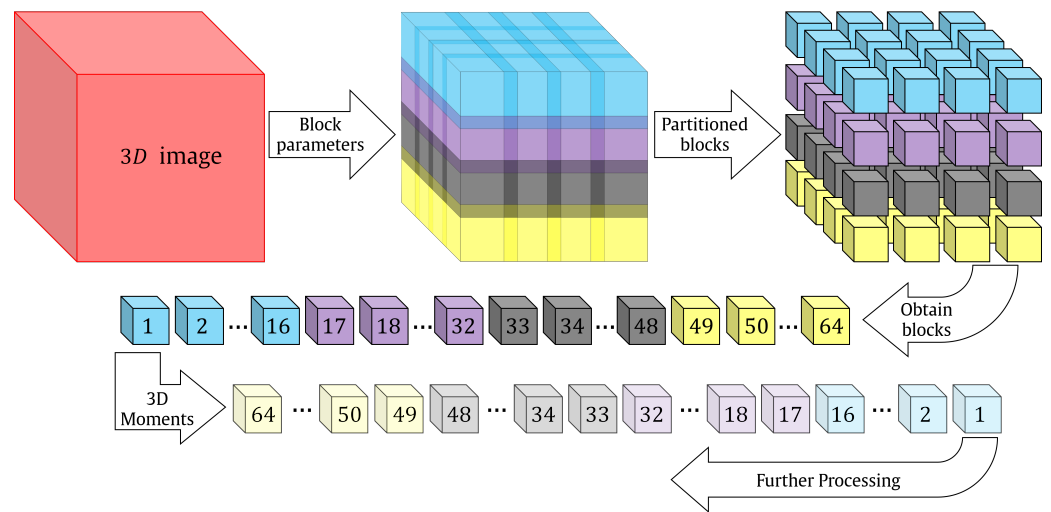 3D image
Block
parameters
Partitioned
blocks
Obtain
blocks
1 2 ... 16 17 18 ... 32 33 34 ... 48 49 50 ... 64
3D
Moments
64 ... 50 49 48 ... 34 33 32 ... 18 17 16 ... 2 1
Further Processing